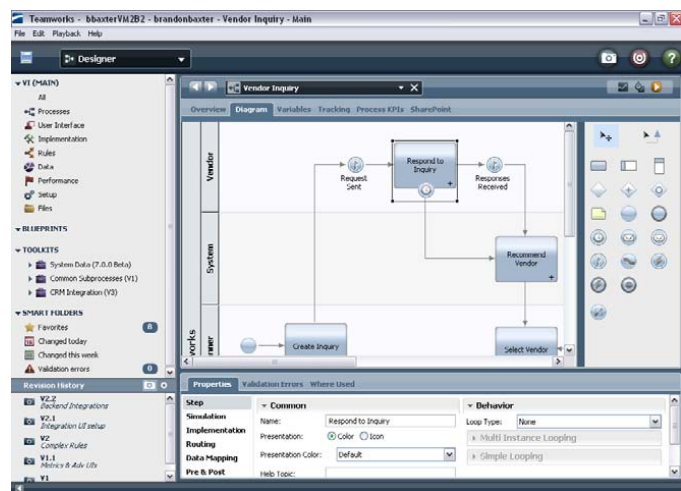 Teamworks - bbaxterVM2B2 - brandonbaxter - Vendor Inquiry - Main
File Edit Playback Help
Designer
VI (MAIN)
All
Processes
User Interface
Implementation
Rules
Data
Performance
Setup
Files
BLUEPRINTS
TOOLKITS
System Data (7.0.0 Beta)
Common Subprocesses (V1)
CRM Integration (V3)
SMART FOLDERS
Favorites 8
Changed today
Changed this week
Validation errors 0
Revision History
V2.2
Backend Integrations
V2.1
Integration UI setup
V2
Complex Rules
V1.1
Metrics & Adv UIs
V1
Vendor Inquiry
Overview Diagram Variables Tracking Process KPIs SharePoint
Vendor
Request
Sent
Respond to
Inquiry
Responses
Received
System
Recommend
Vendor
Create Inquiry
Select Vendor
Properties Validation Errors Where Used
Step
Simulation
Implementation
Routing
Data Mapping
Pre & Post
Common
Name: Respond to Inquiry
Presentation: Color Icon
Presentation Color: Default
Help Topic:
Behavior
Loop Type: None
Multi Instance Looping
Simple Looping